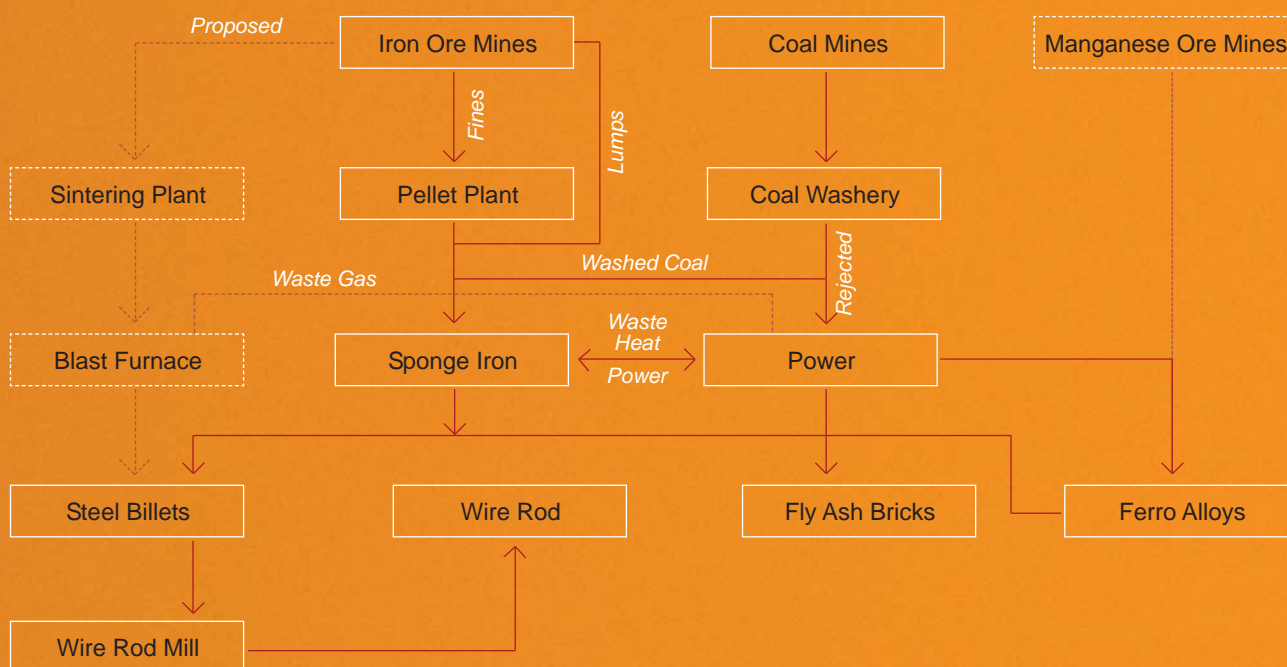 Proposed
Iron Ore Mines
Coal Mines
Manganese Ore Mines
Fines
Lumps
Sintering Plant
Pellet Plant
Coal Washery
Washed Coal
Rejected
Waste Gas
Waste
Heat
Power
Blast Furnace
Sponge Iron
Power
Steel Billets
Wire Rod
Fly Ash Bricks
Ferro Alloys
Wire Rod Mill